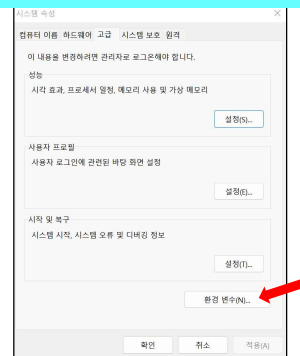 시스템 속성
컴퓨터 이름 하드웨어 고급 시스템 보호 원격
이 내용을 변경하려면 관리자로 로그온해야 합니다.
성능
시각 효과, 프로세서 일정, 메모리 사용 및 가상 메모리
설정(S)...
사용자 프로필
사용자 로그인에 관련된 바탕 화면 설정
설정(E)...
시작 및 복구
시스템 시작, 시스템 오류 및 디버깅 정보
설정(T)...
환경 변수(N)...
확인 취소 적용(A)